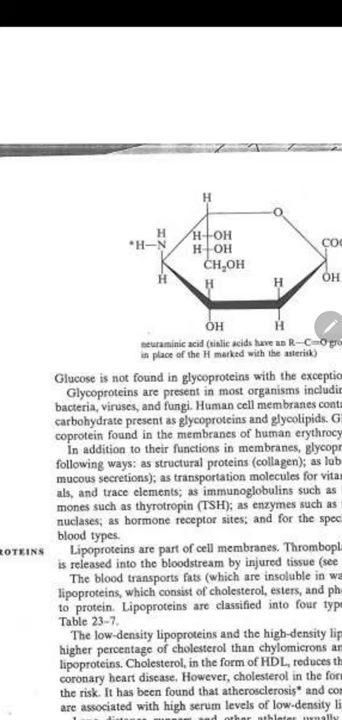 H
O
H
H OH
COO
*H—N
H OH
CH₂OH
H
H
H
OH
OH
H
neuraminic acid (sialic acids have an R—C=O gro
in place of the H marked with the asterisk)
Glucose is not found in glycoproteins with the exceptio
Glycoproteins are present in most organisms includin
bacteria, viruses, and fungi. Human cell membranes conta
carbohydrate present as glycoproteins and glycolipids. Gl
coprotein found in the membranes of human erythrocy
In addition to their functions in membranes, glycopr
following ways: as structural proteins (collagen); as lub
mucous secretions); as transportation molecules for vita
als, and trace elements; as immunoglobulins such as
mones such as thyrotropin (TSH); as enzymes such as
nucleases; as hormone receptor sites; and for the spec
blood types.
ROTEINS
Lipoproteins are part of cell membranes. Thrombopla
is released into the bloodstream by injured tissue (see
The blood transports fats (which are insoluble in wa
lipoproteins, which consist of cholesterol, esters, and ph
to protein. Lipoproteins are classified into four type
Table 23-7.
The low-density lipoproteins and the high-density lip
higher percentage of cholesterol than chylomicrons an
lipoproteins. Cholesterol, in the form of HDL, reduces th
coronary heart disease. However, cholesterol in the for
the risk. It has been found that atherosclerosis* and cor
are associated with high serum levels of low-density li